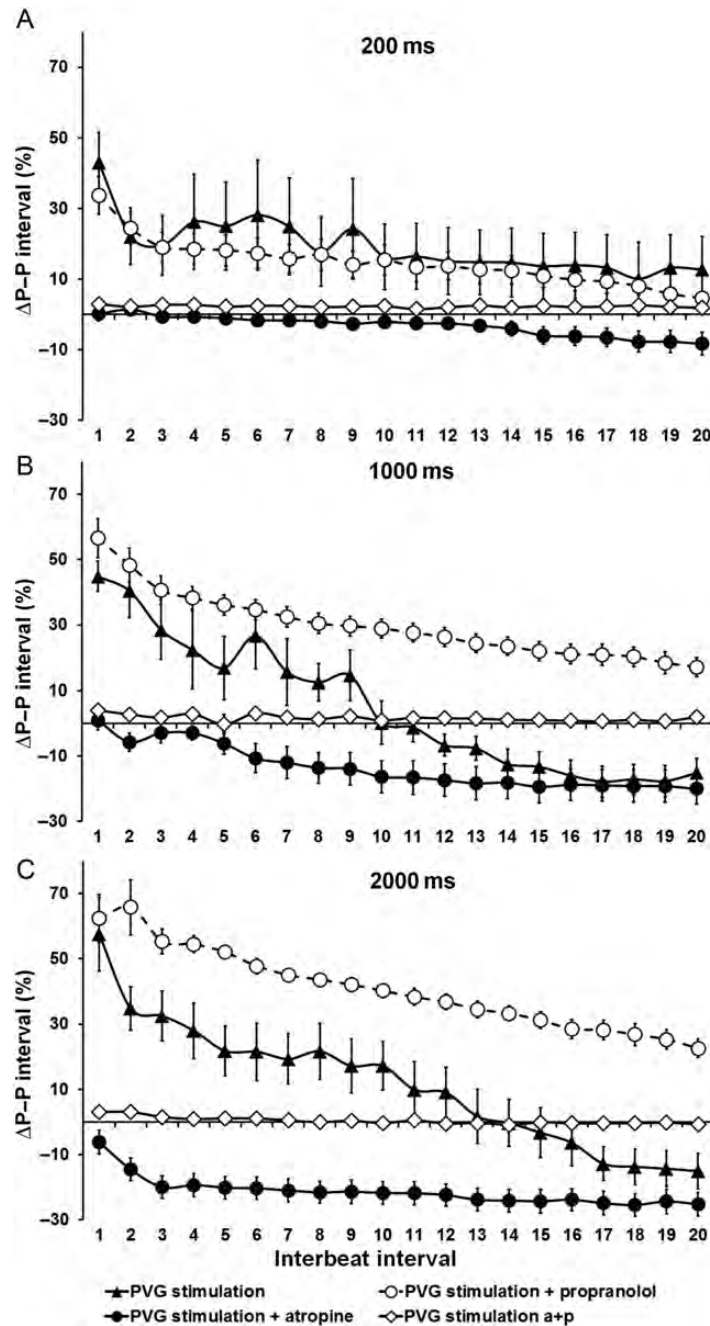 A
200 ms
70
50
30
10
–10
–30
ΔP–P interval (%)
1 2 3 4 5 6 7 8 9 10 11 12 13 14 15 16 17 18 19 20
B
1000 ms
70
50
30
10
–10
–20
–30
ΔP–P interval (%)
1 2 3 4 5 6 7 8 9 10 11 12 13 14 15 16 17 18 19 20
C
2000 ms
70
50
30
10
–10
–30
ΔP–P interval (%)
1 2 3 4 5 6 7 8 9 10 11 12 13 14 15 16 17 18 19 20
Interbeat interval
PVG stimulation
PVG stimulation + propranolol
PVG stimulation + atropine
PVG stimulation a+p